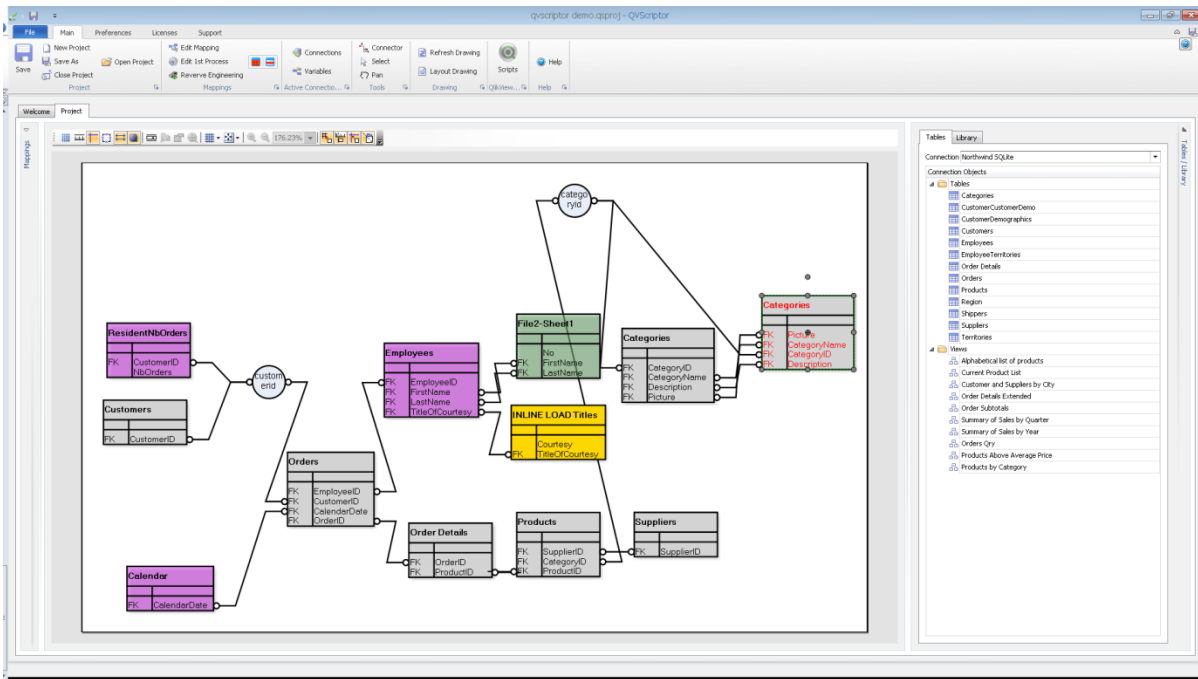 qvscriptor demo.qsproj - QVScriptor
File Main Preferences Licenses Support
Save
New Project
Save As
Close Project
Open Project
Project
Edit Mapping
Edit 1st Process
Reverve Engineering
Mappings
Connections
Variables
Active Connectio...
Connector
Select
Pan
Tools
Refresh Drawing
Layout Drawing
Drawing
Scripts
QlikView...
Help
Help
Welcome Project
Mappings
176.23%
catego
ryid
ResidentNbOrders
FK CustomerID
NbOrders
custom
erid
Customers
FK CustomerID
Calendar
FK CalendarDate
Orders
FK EmployeeID
FK CustomerID
FK CalendarDate
FK OrderID
Employees
FK EmployeeID
FK FirstName
FK LastName
FK TitleOfCourtesy
File2-Sheet1
No
FK FirstName
FK LastName
INLINE LOAD Titles
Courtesy
FK TitleOfCourtesy
Categories
FK CategoryID
FK CategoryName
FK Description
FK Picture
Categories
FK Picture
FK CategoryName
FK CategoryID
FK Description
Order Details
FK OrderID
FK ProductID
Products
FK SupplierID
FK CategoryID
FK ProductID
Suppliers
FK SupplierID
Tables Library
Connection Northwind SQLite
Connection Objects
Tables
Categories
CustomerCustomerDemo
CustomerDemographics
Customers
Employees
EmployeeTerritories
Order Details
Orders
Products
Region
Shippers
Suppliers
Territories
Views
Alphabetical list of products
Current Product List
Customer and Suppliers by City
Order Details Extended
Order Subtotals
Summary of Sales by Quarter
Summary of Sales by Year
Orders Qry
Products Above Average Price
Products by Category
Tables / Library